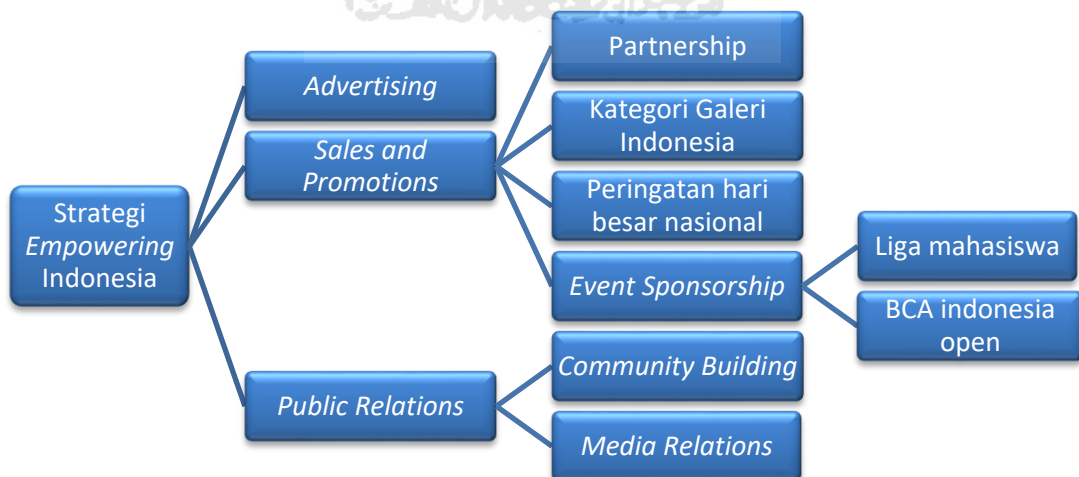 Strategi
Empowering
Indonesia
Advertising
Sales and
Promotions
Public Relations
Partnership
Kategori Galeri
Indonesia
Peringatan hari
besar nasional
Event Sponsorship
Community Building
Media Relations
Liga mahasiswa
BCA indonesia
open